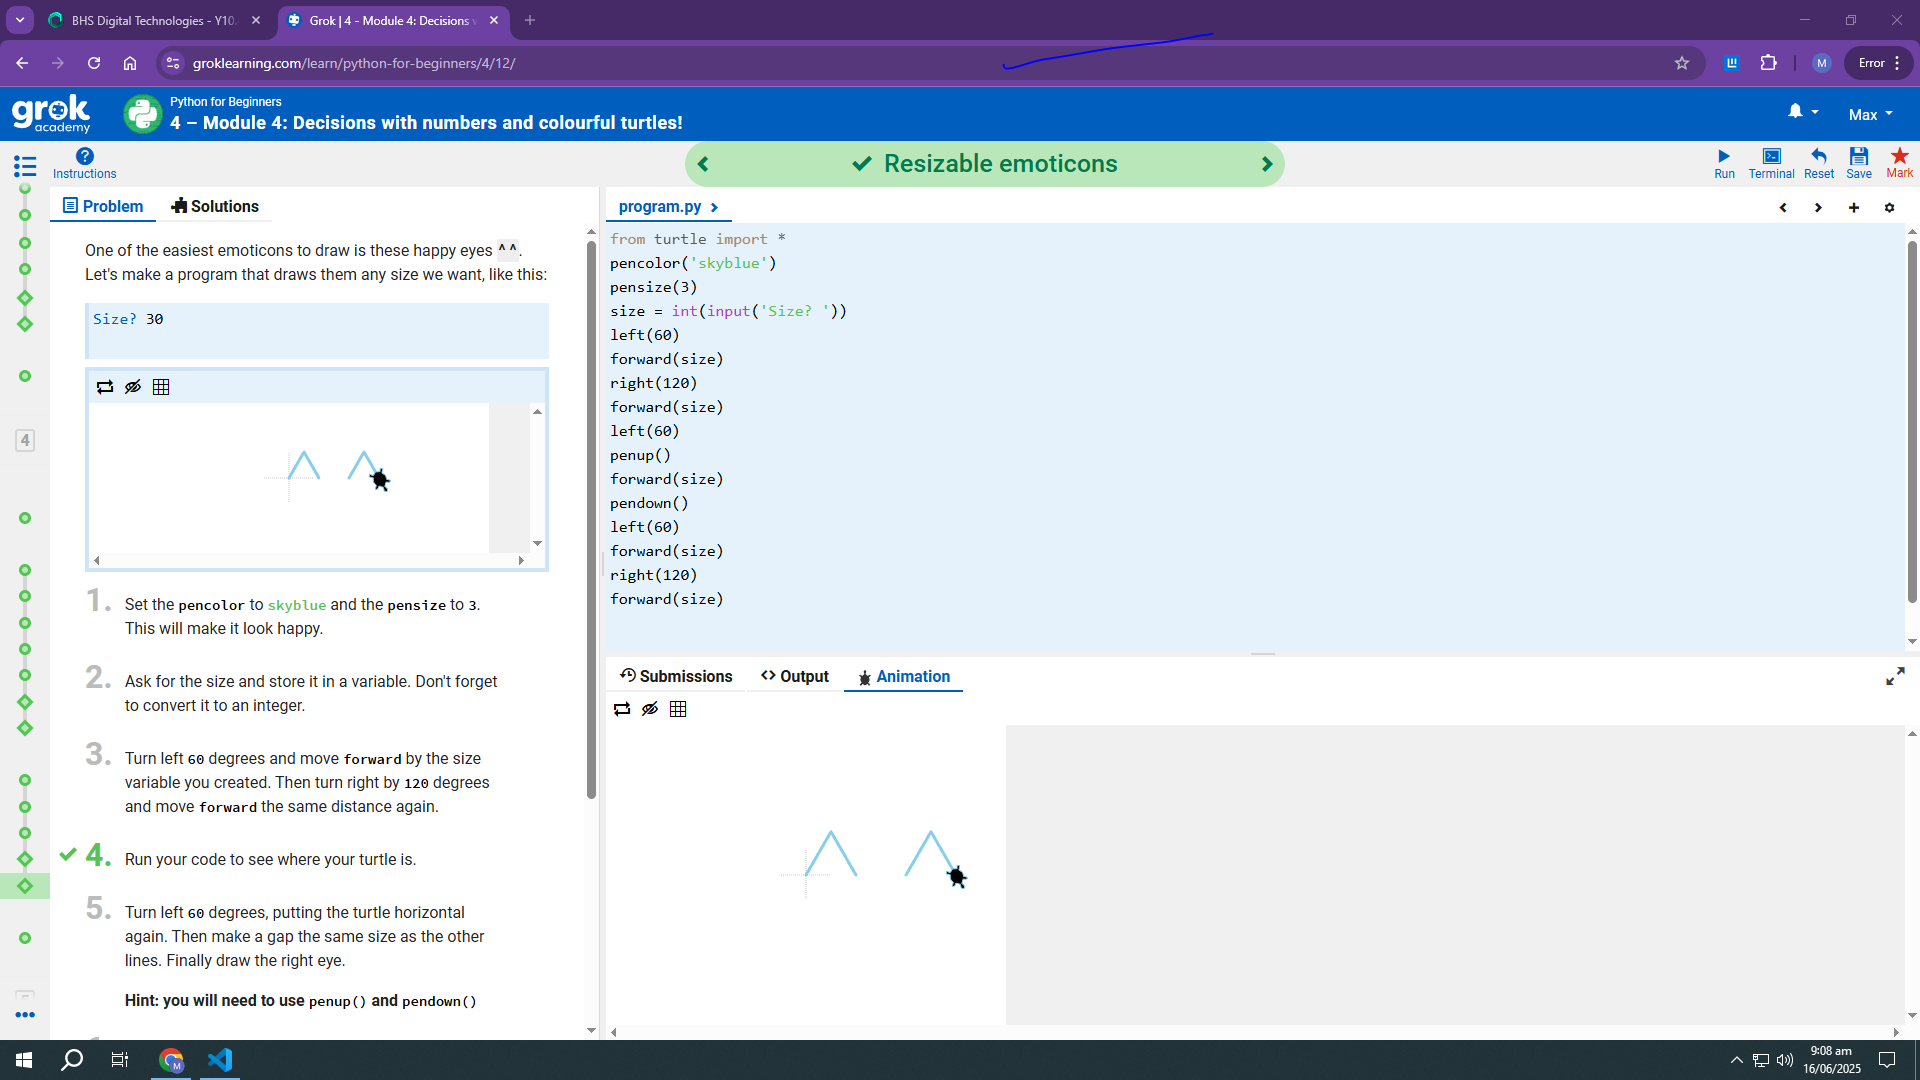 BHS Digital Technologies - Y10
Grok | 4 - Module 4: Decisions w
groklearning.com/learn/python-for-beginners/4/12/
M
Error
grok
academy
Python for Beginners
4 – Module 4: Decisions with numbers and colourful turtles!
Max
Instructions
Resizable emoticons
Run
Terminal
Reset
Save
Mark
Problem
Solutions
One of the easiest emoticons to draw is these happy eyes ^ ^.
Let's make a program that draws them any size we want, like this:
Size? 30
1. Set the pencolor to skyblue and the pensize to 3.
This will make it look happy.
2. Ask for the size and store it in a variable. Don't forget
to convert it to an integer.
3. Turn left 60 degrees and move forward by the size
variable you created. Then turn right by 120 degrees
and move forward the same distance again.
4. Run your code to see where your turtle is.
5. Turn left 60 degrees, putting the turtle horizontal
again. Then make a gap the same size as the other
lines. Finally draw the right eye.
Hint: you will need to use penup() and pendown()
4
program.py
from turtle import *
pencolor('skyblue')
pensize(3)
size = int(input('Size? '))
left(60)
forward(size)
right(120)
forward(size)
left(60)
penup()
forward(size)
pendown()
left(60)
forward(size)
right(120)
forward(size)
Submissions
Output
Animation
M
9:08 am
16/06/2025